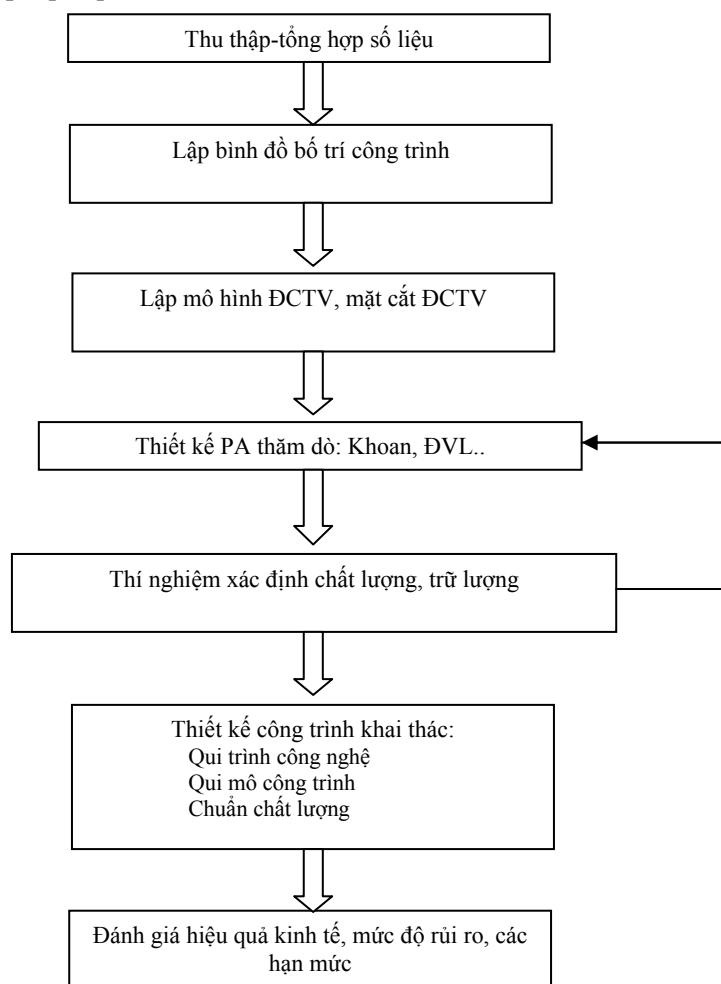 Thu thập-tổng hợp số liệu
Lập bình đồ bố trí công trình
Lập mô hình ĐCTV, mặt cắt ĐCTV
Thiết kế PA thăm dò: Khoan, ĐVL..
Thí nghiệm xác định chất lượng, trữ lượng
Thiết kế công trình khai thác:
Qui trình công nghệ
Qui mô công trình
Chuẩn chất lượng
Đánh giá hiệu quả kinh tế, mức độ rủi ro, các
hạn mức